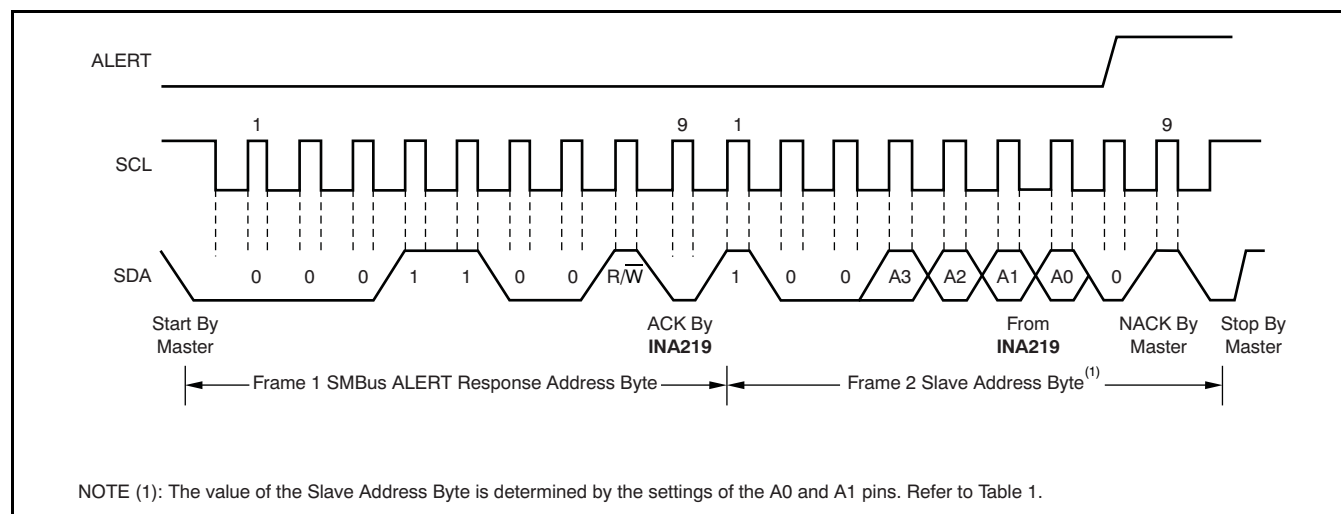 ALERT
1 9 1 9
SCL
SDA
0 0 0 1 1 0 0 R/W̅ 1 0 0 A3 A2 A1 A0 0
Start By Master
ACK By INA219
From INA219
NACK By Master
Stop By Master
Frame 1 SMBus ALERT Response Address Byte
Frame 2 Slave Address Byte(1)
NOTE (1): The value of the Slave Address Byte is determined by the settings of the A0 and A1 pins. Refer to Table 1.